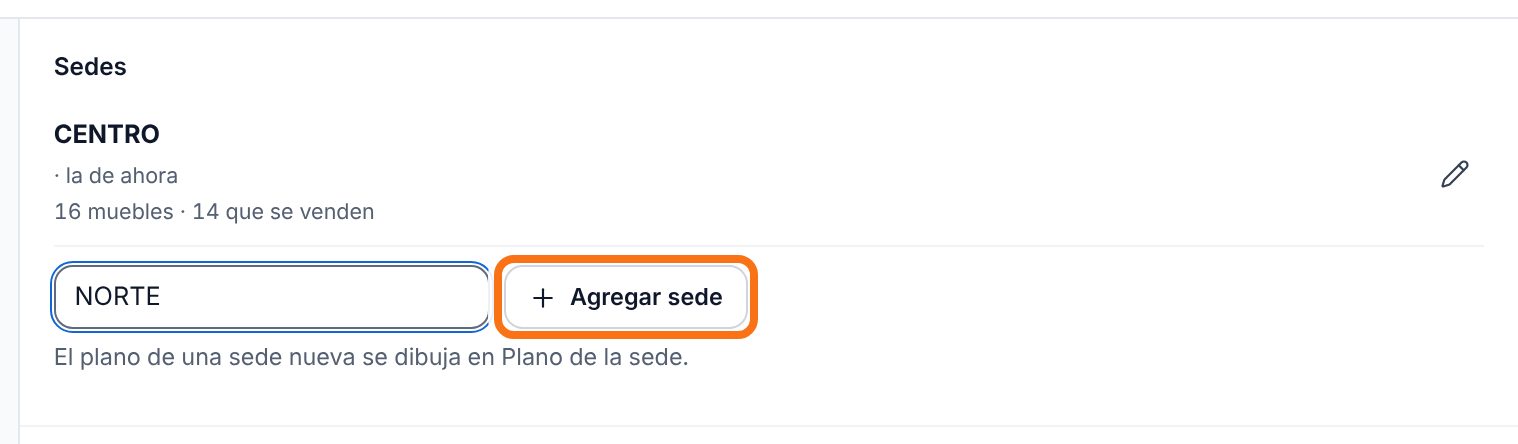 Sedes
CENTRO
· la de ahora
16 muebles · 14 que se venden
NORTE
+ Agregar sede
El plano de una sede nueva se dibuja en Plano de la sede.